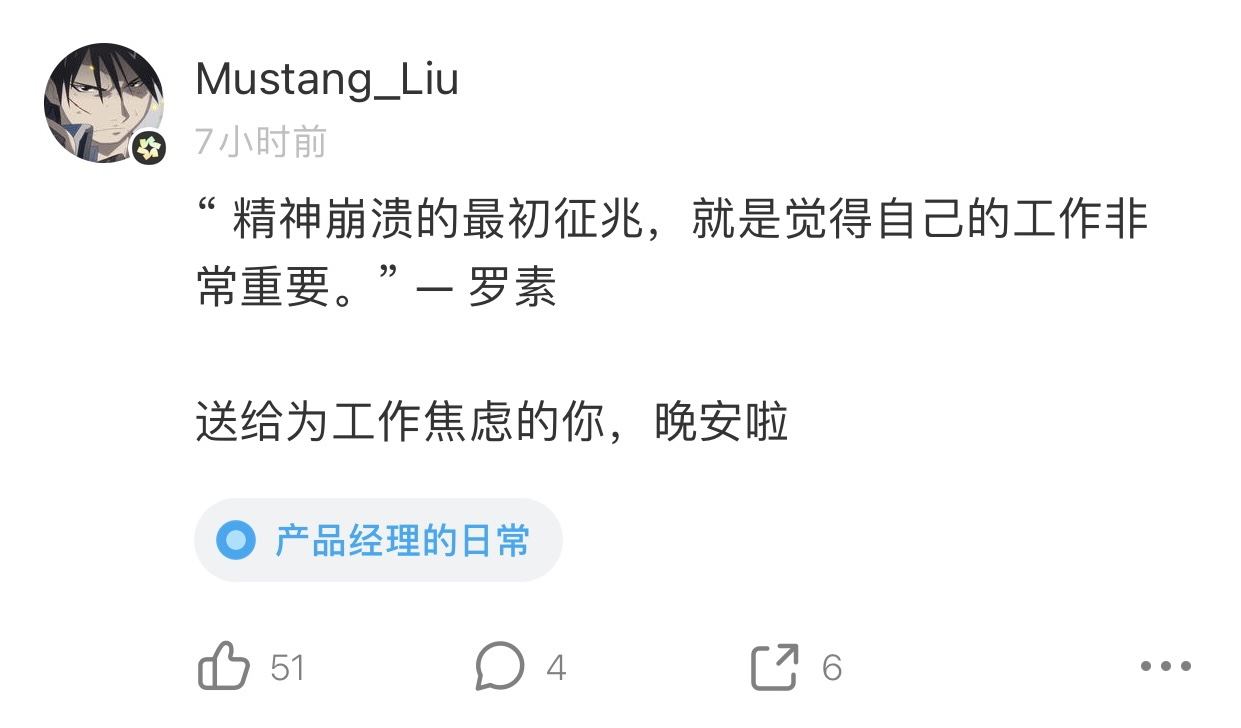 Mustang_Liu
7小时前
“ 精神崩溃的最初征兆，就是觉得自己的工作非
常重要。” — 罗素
送给为工作焦虑的你，晚安啦
产品经理的日常
51 4 6